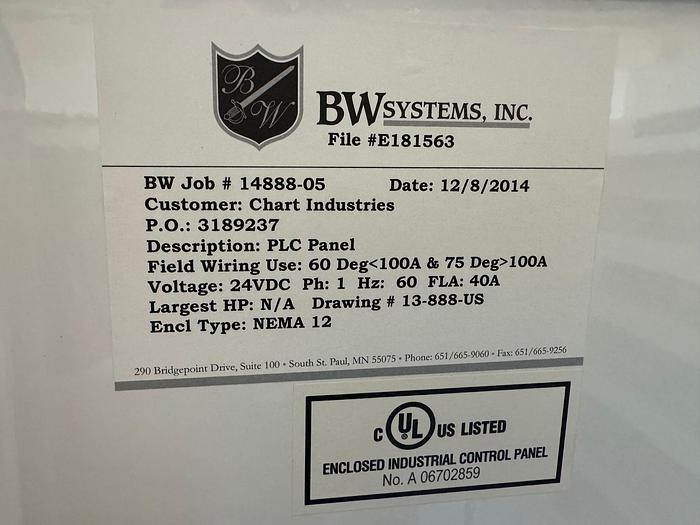 BW
BW SYSTEMS, INC.
File #E181563
BW Job # 14888-05 Date: 12/8/2014
Customer: Chart Industries
P.O.: 3189237
Description: PLC Panel
Field Wiring Use: 60 Deg<100A & 75 Deg>100A
Voltage: 24VDC Ph: 1 Hz: 60 FLA: 40A
Largest HP: N/A Drawing # 13-888-US
Encl Type: NEMA 12
290 Bridgepoint Drive, Suite 100 • South St. Paul, MN 55075 • Phone: 651/665-9060 • Fax: 651/665-9256
C UL® US LISTED
ENCLOSED INDUSTRIAL CONTROL PANEL
No. A 06702859